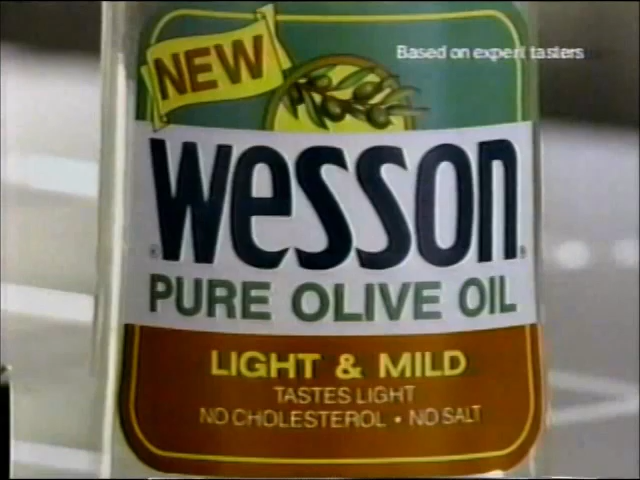 Based on expert tasters
NEW
Wesson
PURE OLIVE OIL
LIGHT & MILD
TASTES LIGHT
NO CHOLESTEROL • NO SALT